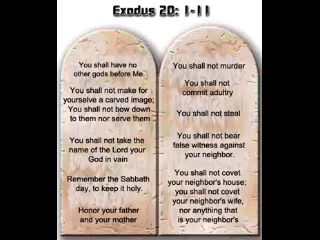 Exodus 20: 1-11
You shall have no
other gods before Me.
You shall not make for
yourselve a carved image;
You shall not bow down
to them nor serve them
You shall not take the
name of the Lord your
God in vain
Remember the Sabbath
day, to keep it holy.
Honor your father
and your mother
You shall not murder
You shall not
commit adultry
You shall not steal
You shall not bear
false witness against
your neighbor.
You shall not covet
your neighbor's house;
you shall not covet
your neighbor's wife,
nor anything that
is your neighbor's